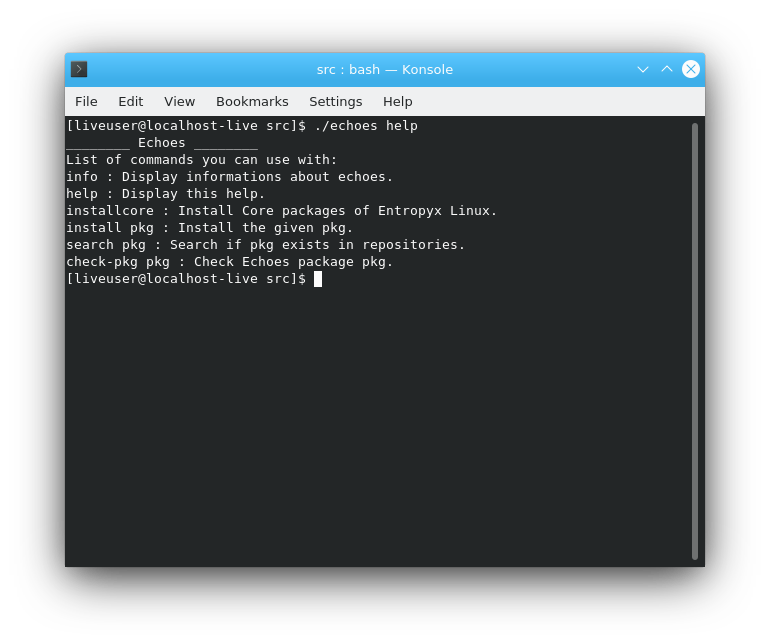 src : bash — Konsole
File Edit View Bookmarks Settings Help
[liveuser@localhost-live src]$ ./echoes help
________ Echoes ________
List of commands you can use with:
info : Display informations about echoes.
help : Display this help.
installcore : Install Core packages of Entropyx Linux.
install pkg : Install the given pkg.
search pkg : Search if pkg exists in repositories.
check-pkg pkg : Check Echoes package pkg.
[liveuser@localhost-live src]$